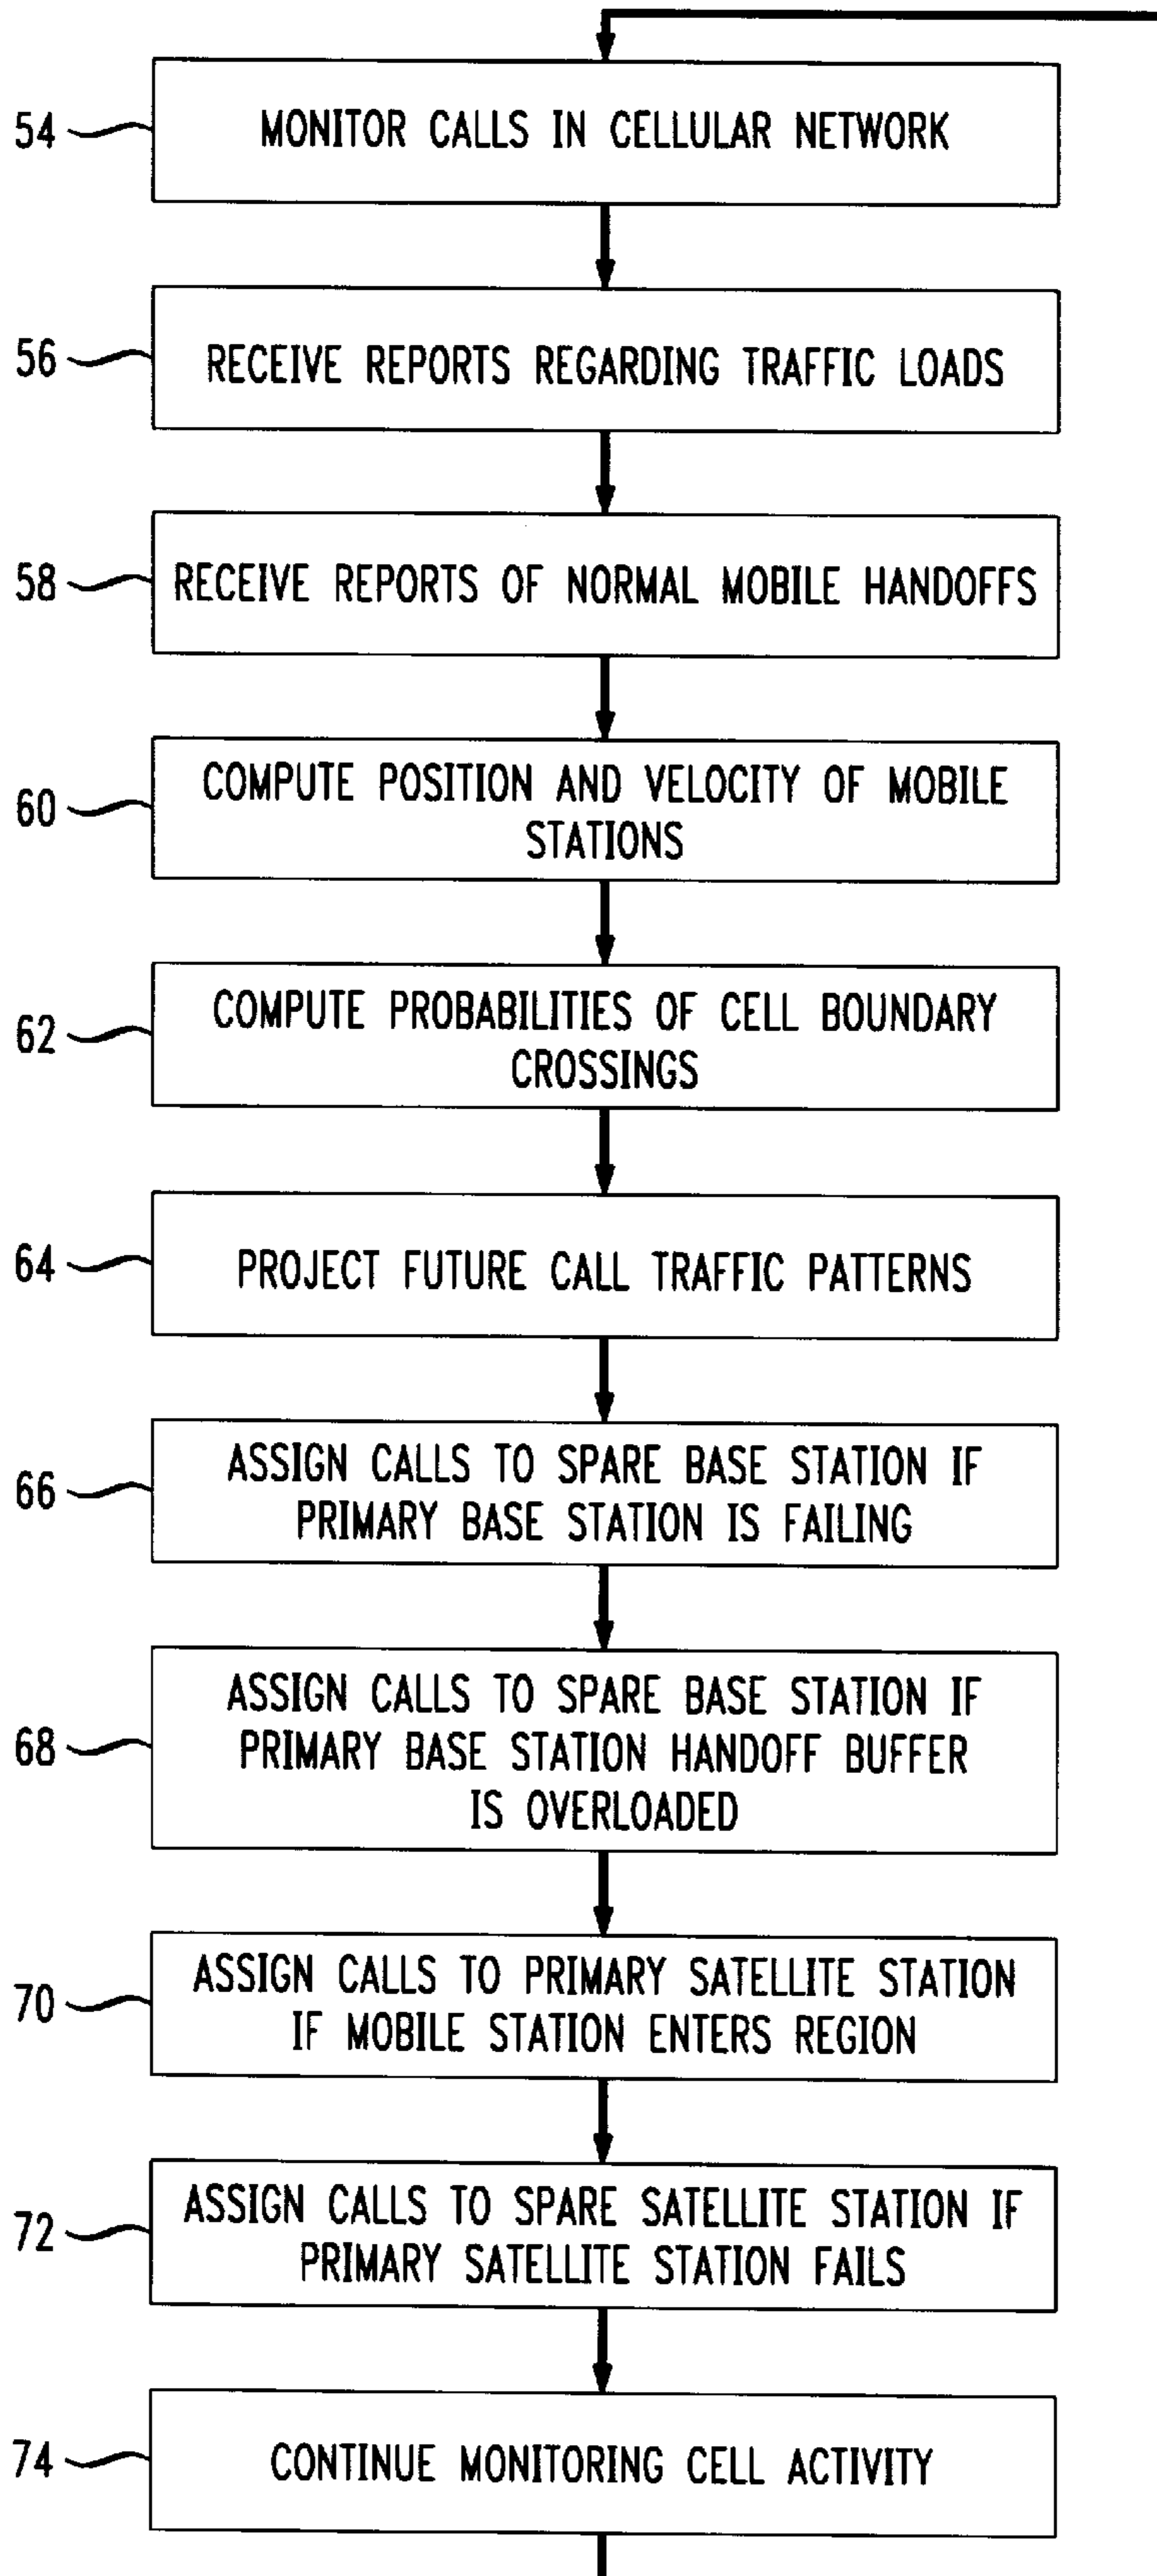 54
MONITOR CALLS IN CELLULAR NETWORK
56
RECEIVE REPORTS REGARDING TRAFFIC LOADS
58
RECEIVE REPORTS OF NORMAL MOBILE HANDOFFS
60
COMPUTE POSITION AND VELOCITY OF MOBILE
STATIONS
62
COMPUTE PROBABILITIES OF CELL BOUNDARY
CROSSINGS
64
PROJECT FUTURE CALL TRAFFIC PATTERNS
66
ASSIGN CALLS TO SPARE BASE STATION IF
PRIMARY BASE STATION IS FAILING
68
ASSIGN CALLS TO SPARE BASE STATION IF
PRIMARY BASE STATION HANDOFF BUFFER
IS OVERLOADED
70
ASSIGN CALLS TO PRIMARY SATELLITE STATION
IF MOBILE STATION ENTERS REGION
72
ASSIGN CALLS TO SPARE SATELLITE STATION IF
PRIMARY SATELLITE STATION FAILS
74
CONTINUE MONITORING CELL ACTIVITY